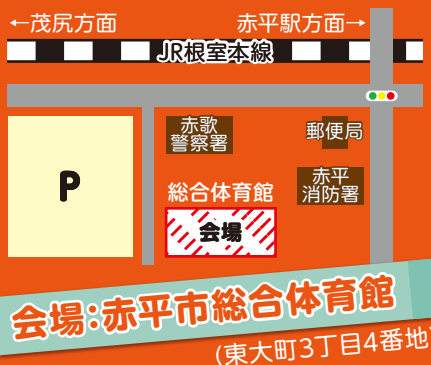 ←茂尻方面
赤平駅方面→
JR根室本線
赤歌
警察署
郵便局
P
総合体育館
赤平
消防署
会場
会場:赤平市総合体育館
(東大町3丁目4番地)